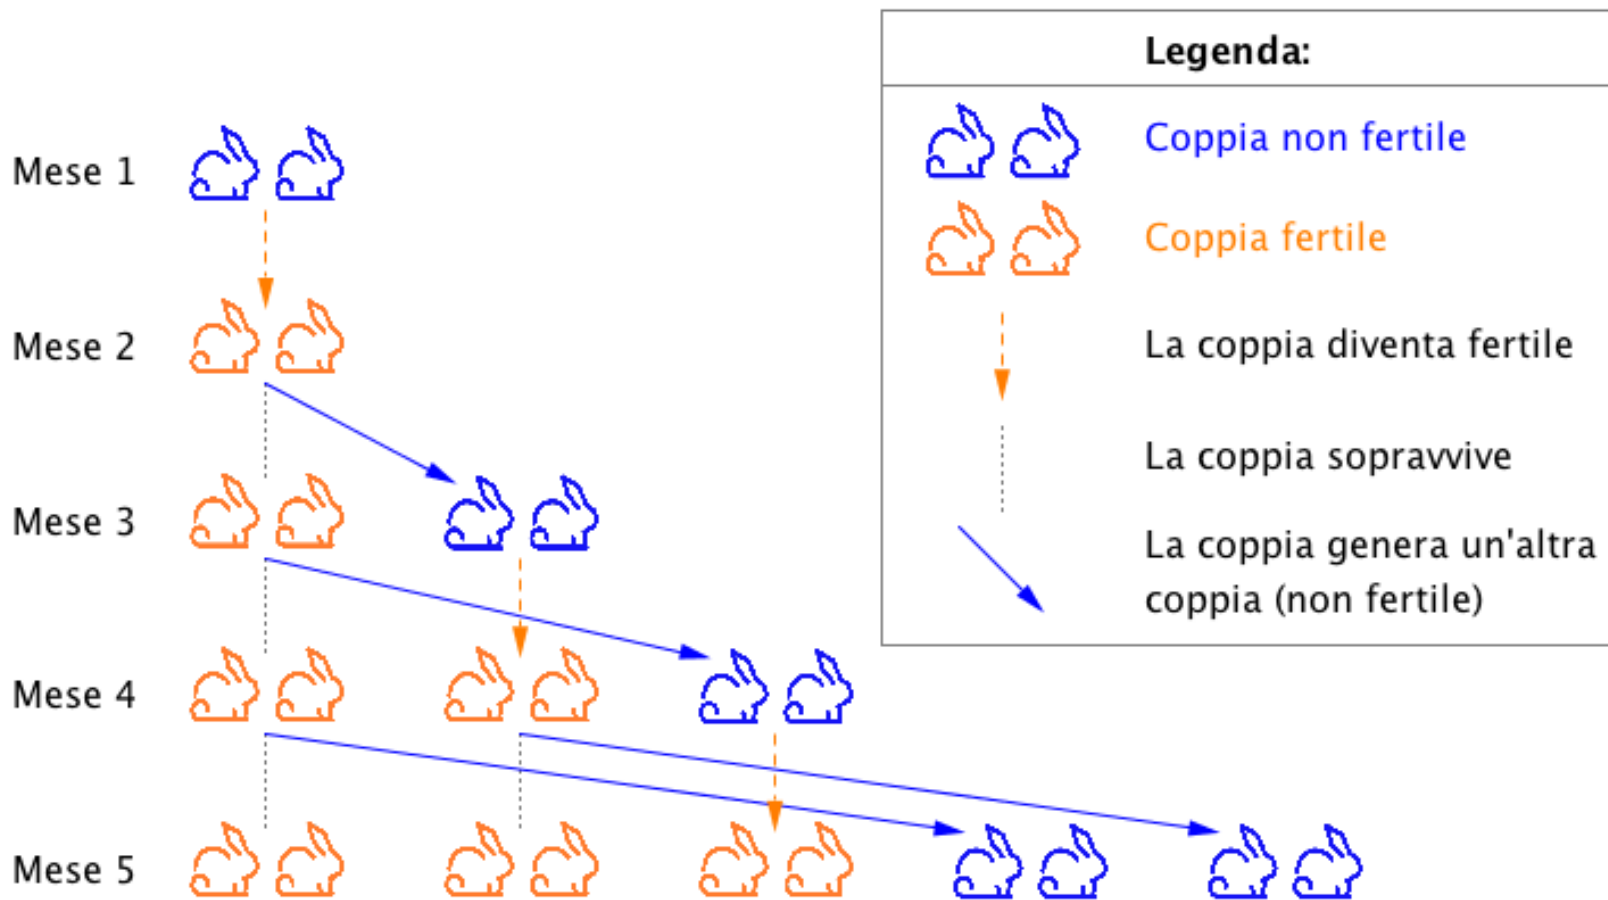 Legenda:
Coppia non fertile
Mese 1
Coppia fertile
Mese 2
La coppia diventa fertile
La coppia sopravvive
Mese 3
La coppia genera un'altra
coppia (non fertile)
Mese 4
Mese 5